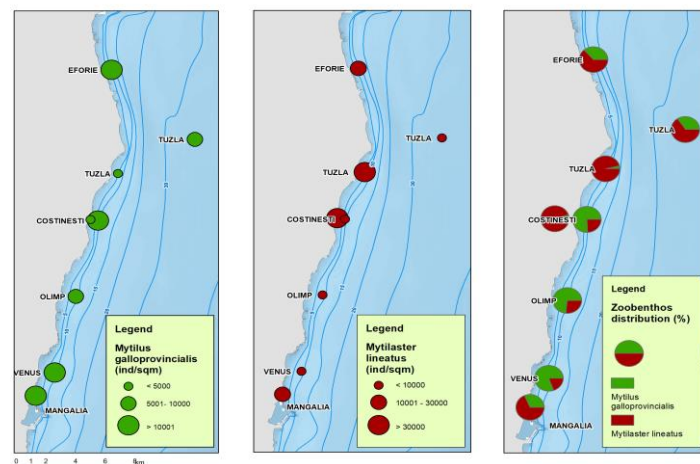 EFORIE
TUZLA
TUZLA
COSTINESTI
OLIMP
VENUS
MANGALIA
Legend
Mytilus
galloprovincialis
(ind/sqm)
< 5000
5001- 10000
> 10001
0 1 2 4 6 8
km
EFORIE
TUZLA
TUZLA
COSTINESTI
OLIMP
VENUS
MANGALIA
Legend
Mytilaster
lineatus
(ind/sqm)
< 10000
10001 - 30000
> 30000
EFORIE
TUZLA
TUZLA
COSTINESTI
OLIMP
VENUS
MANGALIA
Legend
Zoobenthos
distribution (%)
Mytilus
galloprovincialis
Mytilaster lineatus